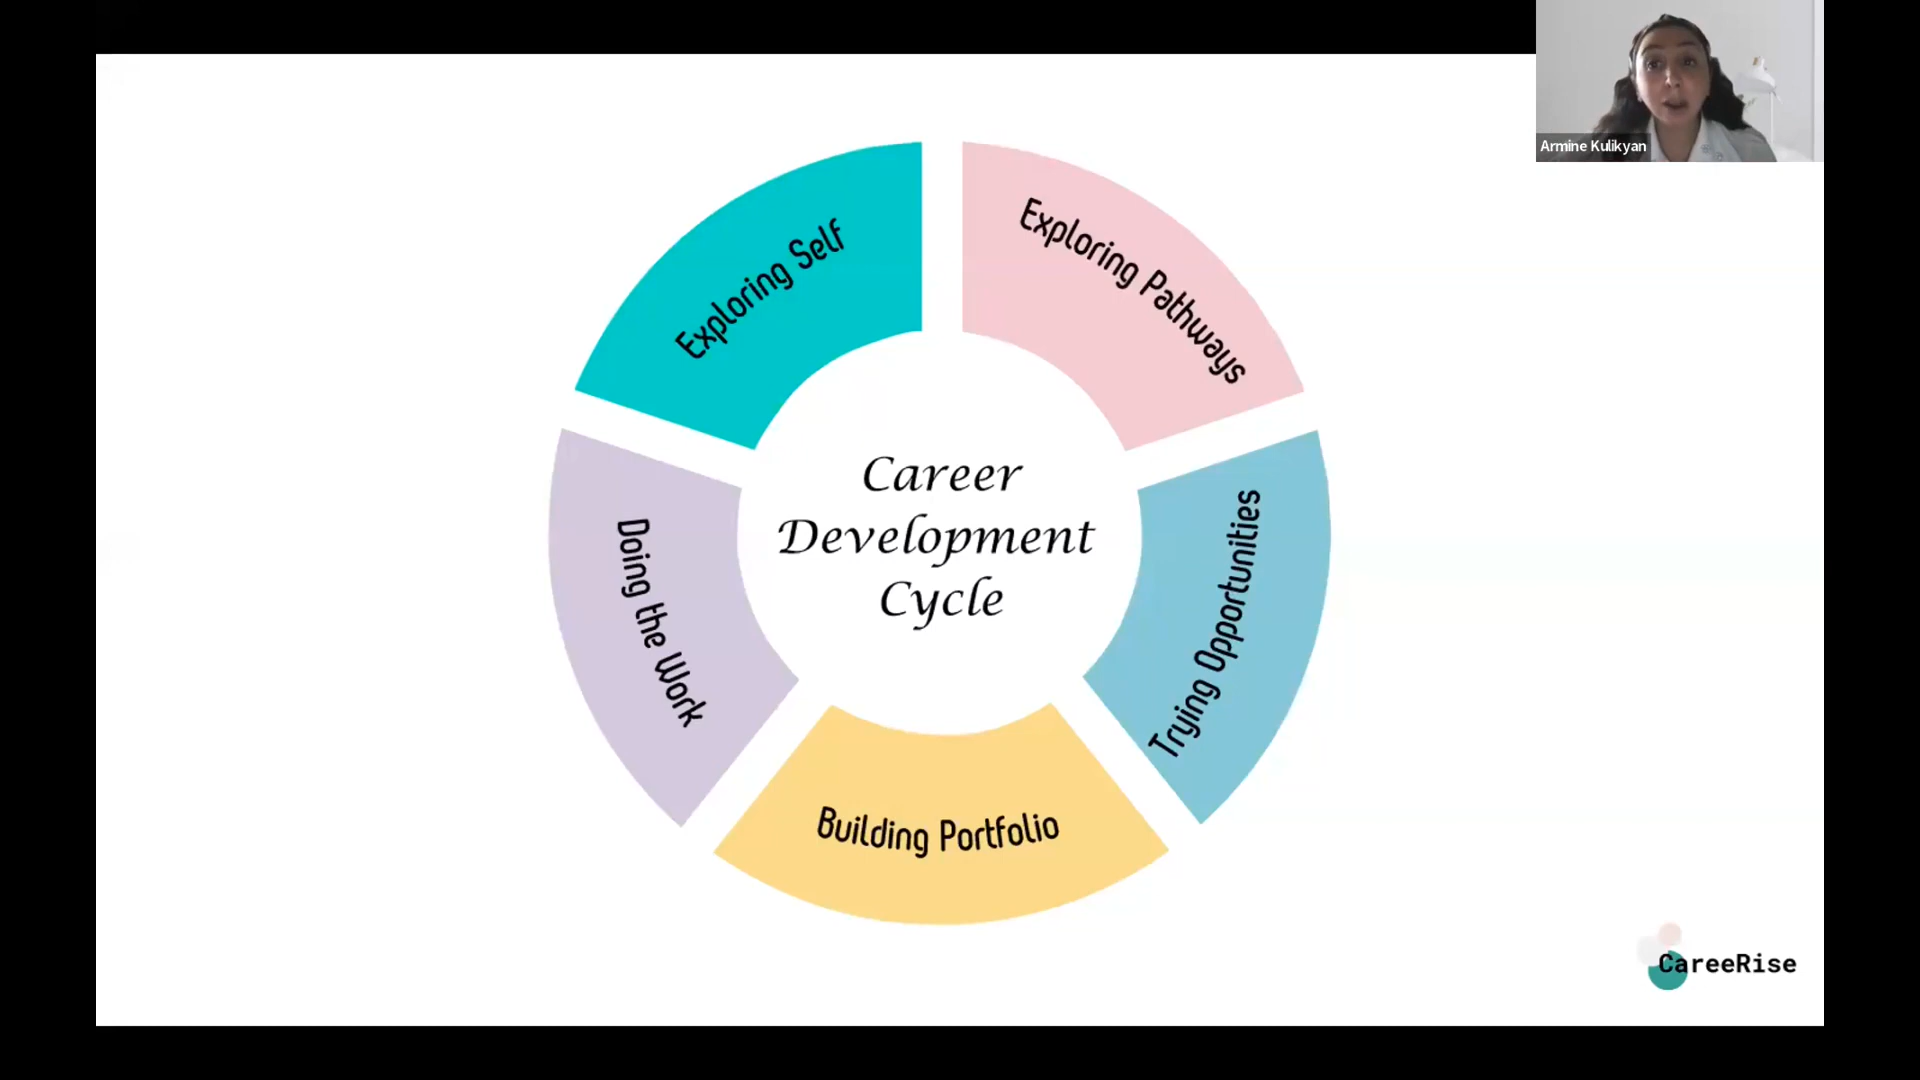 Armine Kulikyan
Exploring Self
Exploring Pathways
Trying Opportunities
Building Portfolio
Doing the Work
Career
Development
Cycle
CareeRise